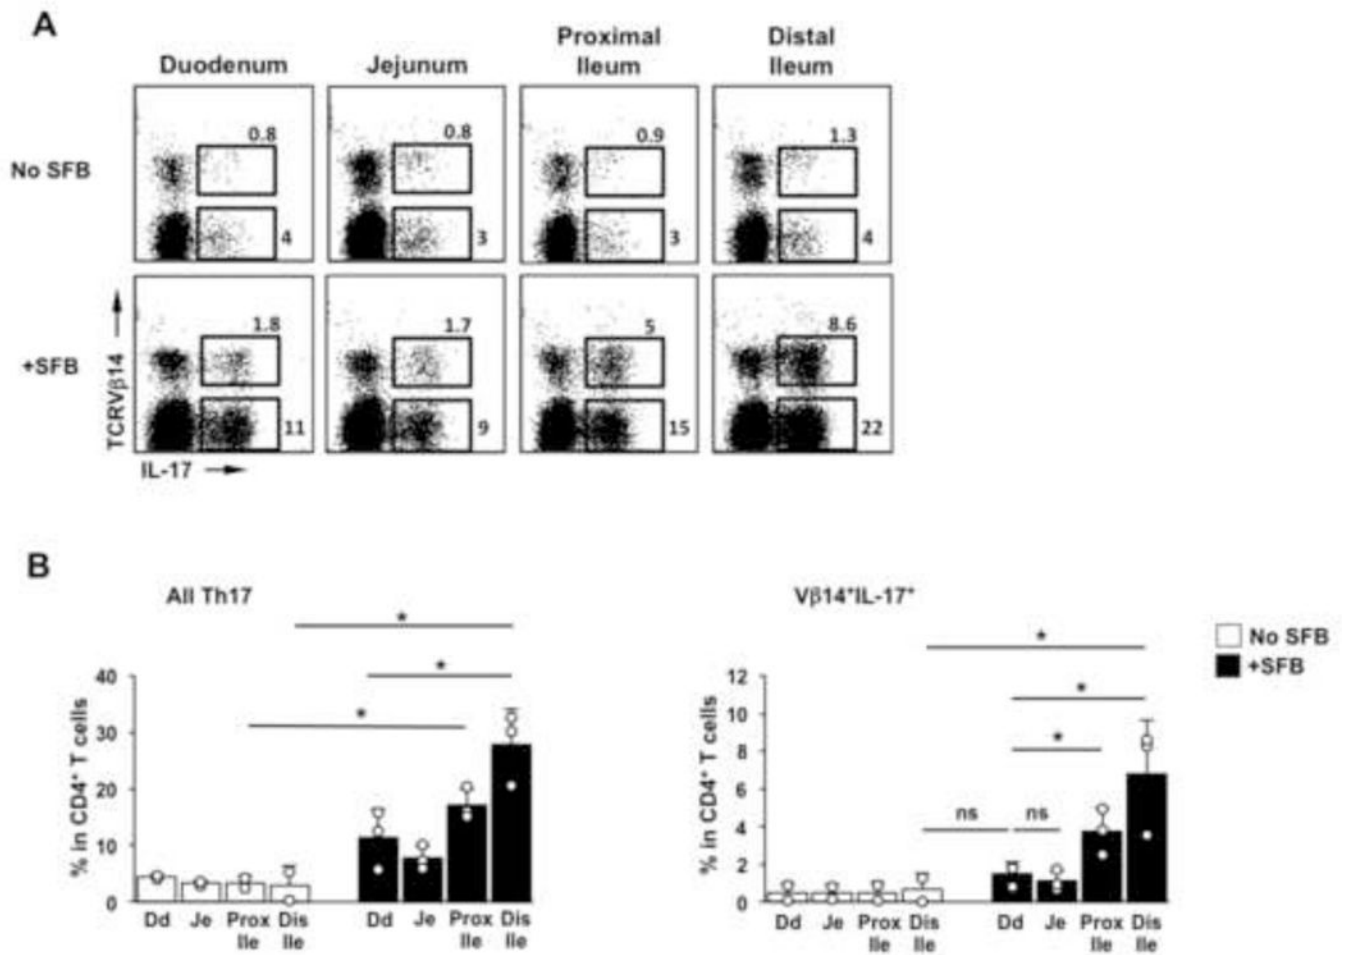 A
Duodenum
Jejunum
Proximal
Ileum
Distal
Ileum
No SFB
0.8
4
0.8
3
0.9
3
1.3
4
+SFB
1.8
11
1.7
9
5
15
8.6
22
TCRVβ14
IL-17
B
All Th17
% in CD4⁺ T cells
40
30
20
10
0
*
*
*
Dd Je Prox Dis Dd Je Prox Dis
Ile Ile Ile Ile
Vβ14⁺IL-17⁺
% in CD4⁺ T cells
12
10
8
6
4
2
0
*
*
*
ns ns
Dd Je Prox Dis Dd Je Prox Dis
Ile Ile Ile Ile
No SFB
+SFB